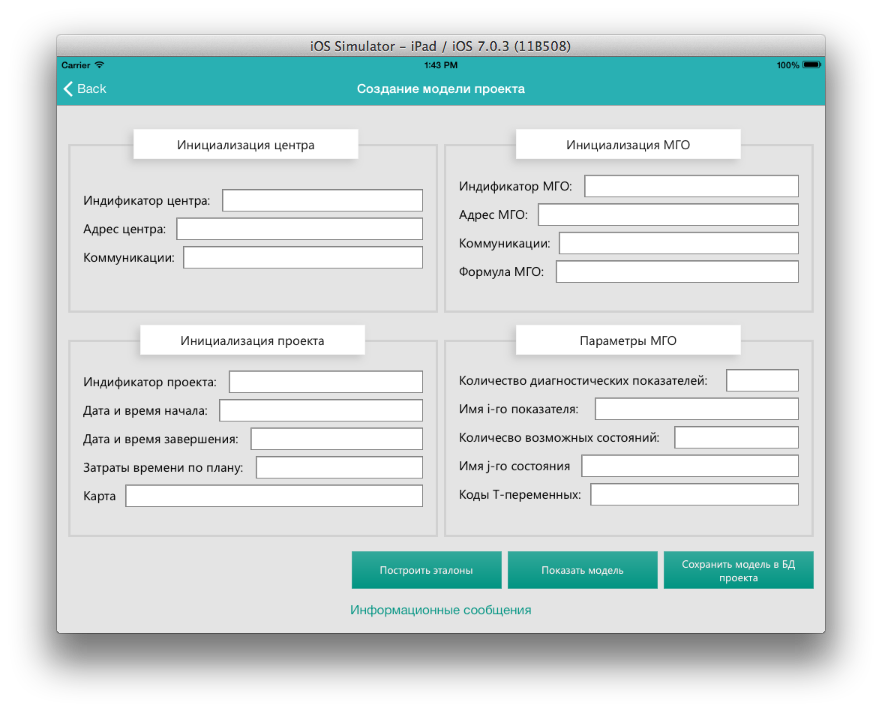 iOS Simulator – iPad / iOS 7.0.3 (11B508)
Carrier 1:43 PM 100%
Back Создание модели проекта
Инициализация центра
Индификатор центра:
Адрес центра:
Коммуникации:
Инициализация МГО
Индификатор МГО:
Адрес МГО:
Коммуникации:
Формула МГО:
Инициализация проекта
Индификатор проекта:
Дата и время начала:
Дата и время завершения:
Затраты времени по плану:
Карта
Параметры МГО
Количество диагностических показателей:
Имя i-го показателя:
Количесво возможных состояний:
Имя j-го состояния
Коды Т-переменных:
Построить эталоны
Показать модель
Сохранить модель в БД
проекта
Информационные сообщения